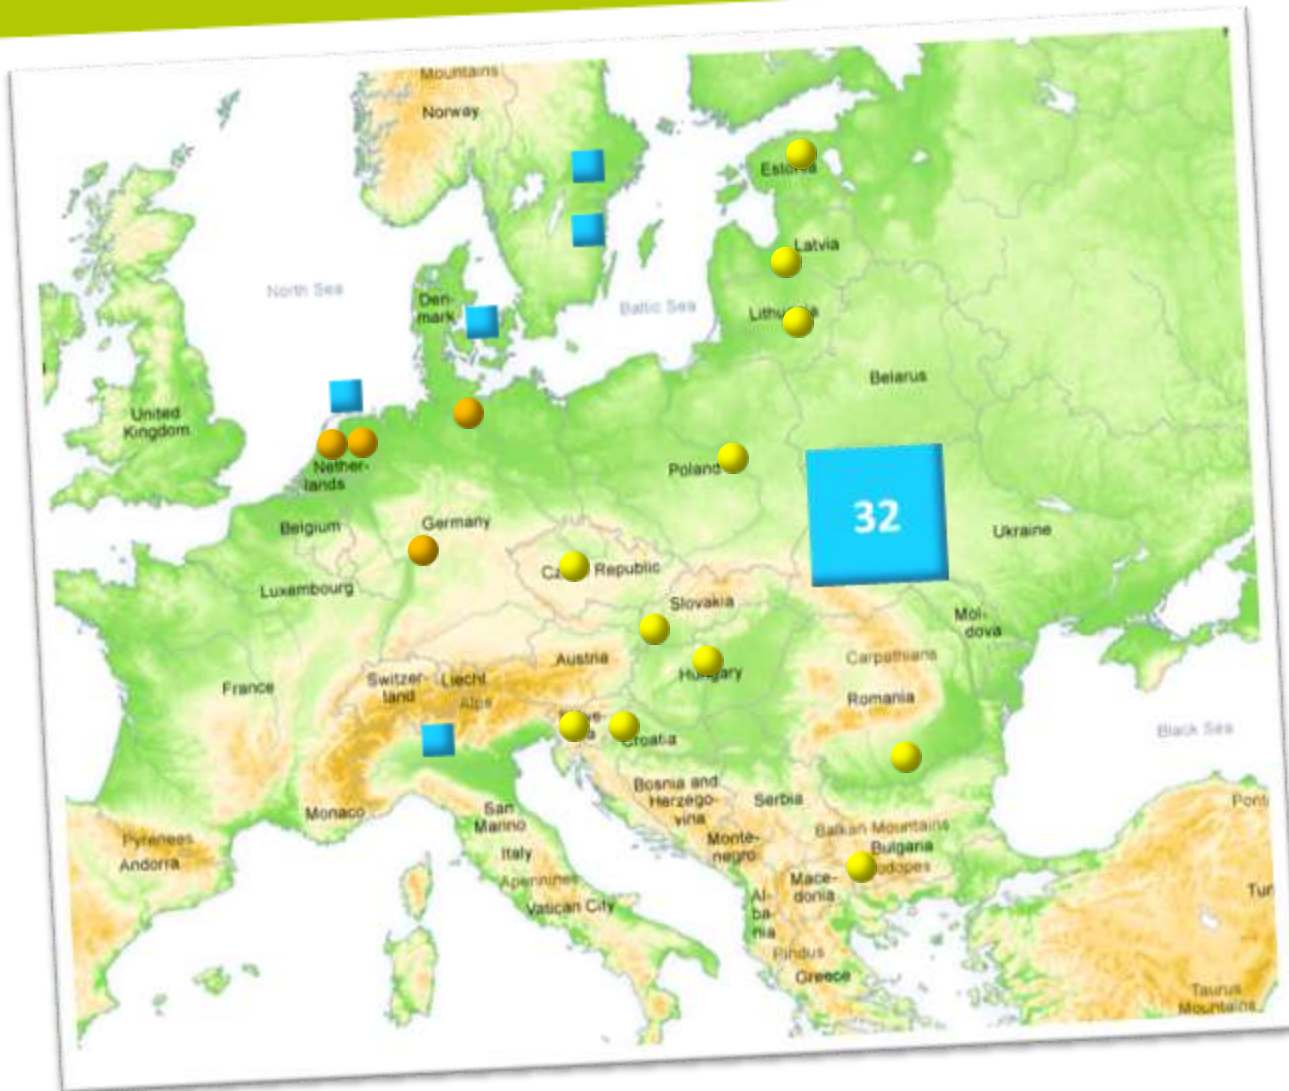 Mountains
Norway
Latvia
North Sea
Den-
mark
Baltic Sea
Belarus
United
Kingdom
Nether-
lands
Poland
32
Belgium
Germany
Ukraine
Republic
Luxembourg
Slovakia
Mol-
dova
Austria
Carpathians
Switzer-
land
Liecht
France
Hungary
Alps
Romania
Croatia
Black Sea
Bosnia and
Herzego-
vina
Serbia
Monaco
San
Marino
Pont
Pyrenees
Andorra
Monte-
negro
Balkan Mountains
Bulgaria
Italy
Apennines
Mace-
donia
Tur
Al-
ba-
nia
Vatican City
Pindus
Greece
Taurus
Mountains